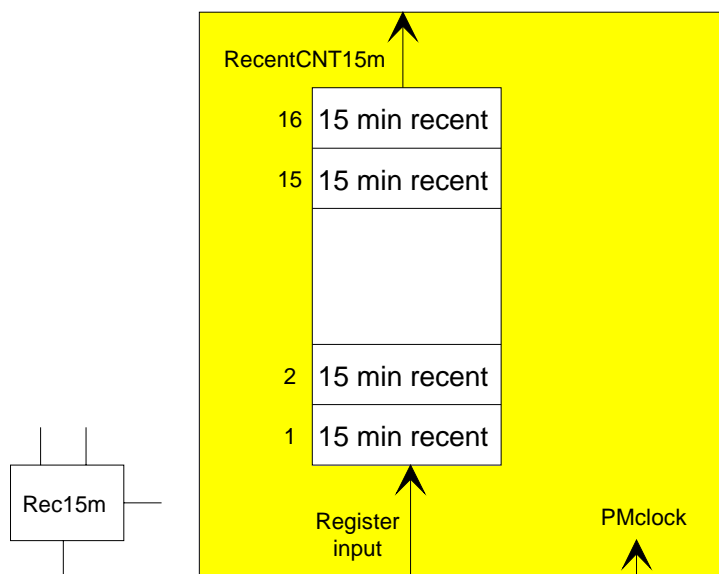 RecentCNT15m
16 15 min recent
15 15 min recent
2 15 min recent
1 15 min recent
Rec15m
Register
input
PMclock